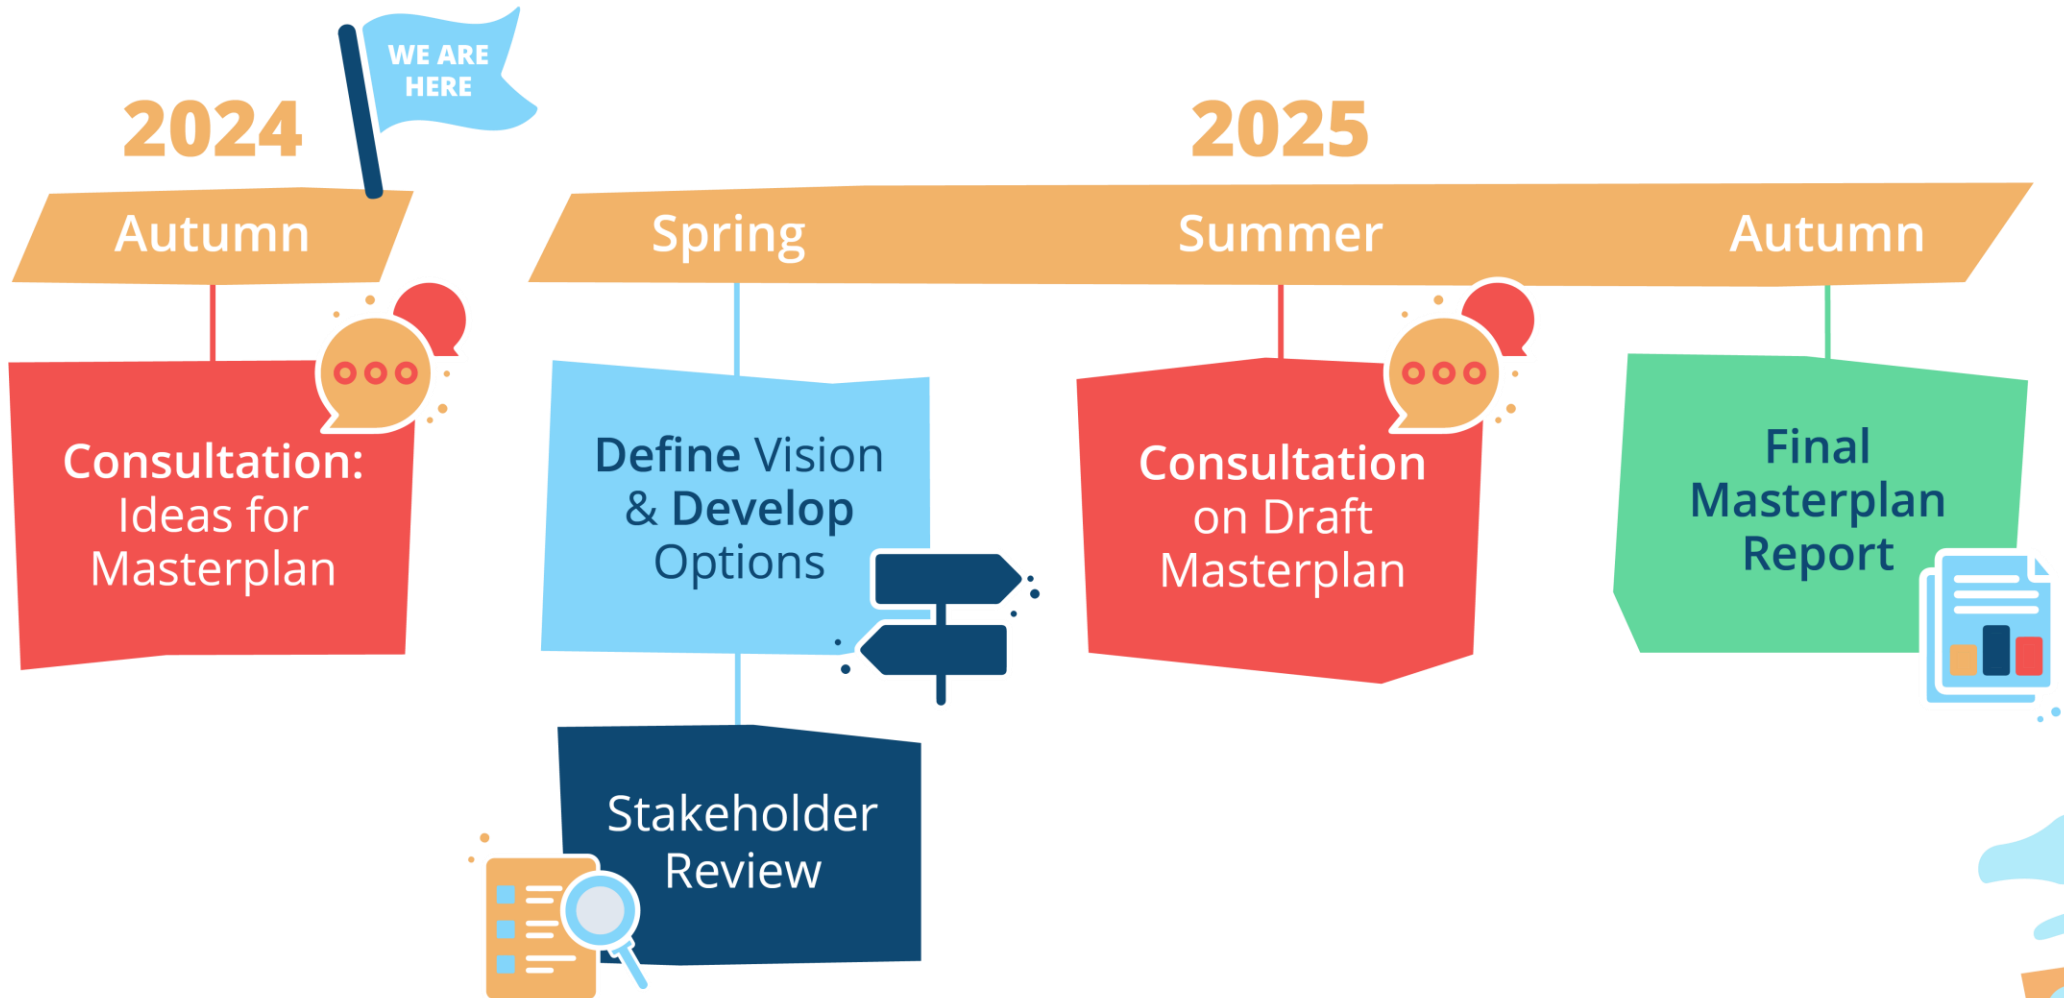 WE ARE
HERE
2024
2025
Autumn
Spring
Summer
Autumn
Consultation:
Ideas for
Masterplan
Define Vision
& Develop
Options
Consultation
on Draft
Masterplan
Final
Masterplan
Report
Stakeholder
Review